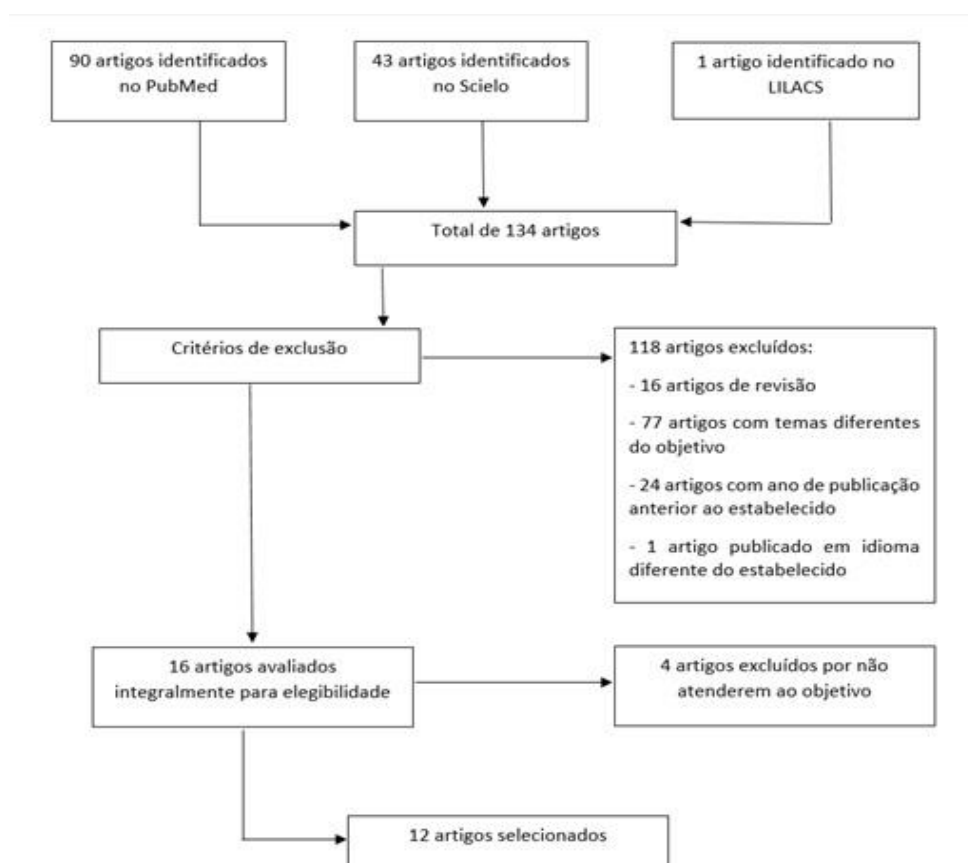 90 artigos identificados
no PubMed
43 artigos identificados
no Scielo
1 artigo identificado no
LILACS
Total de 134 artigos
Critérios de exclusão
118 artigos excluídos:
- 16 artigos de revisão
- 77 artigos com temas diferentes
do objetivo
- 24 artigos com ano de publicação
anterior ao estabelecido
- 1 artigo publicado em idioma
diferente do estabelecido
16 artigos avaliados
integralmente para elegibilidade
4 artigos excluídos por não
atenderem ao objetivo
12 artigos selecionados